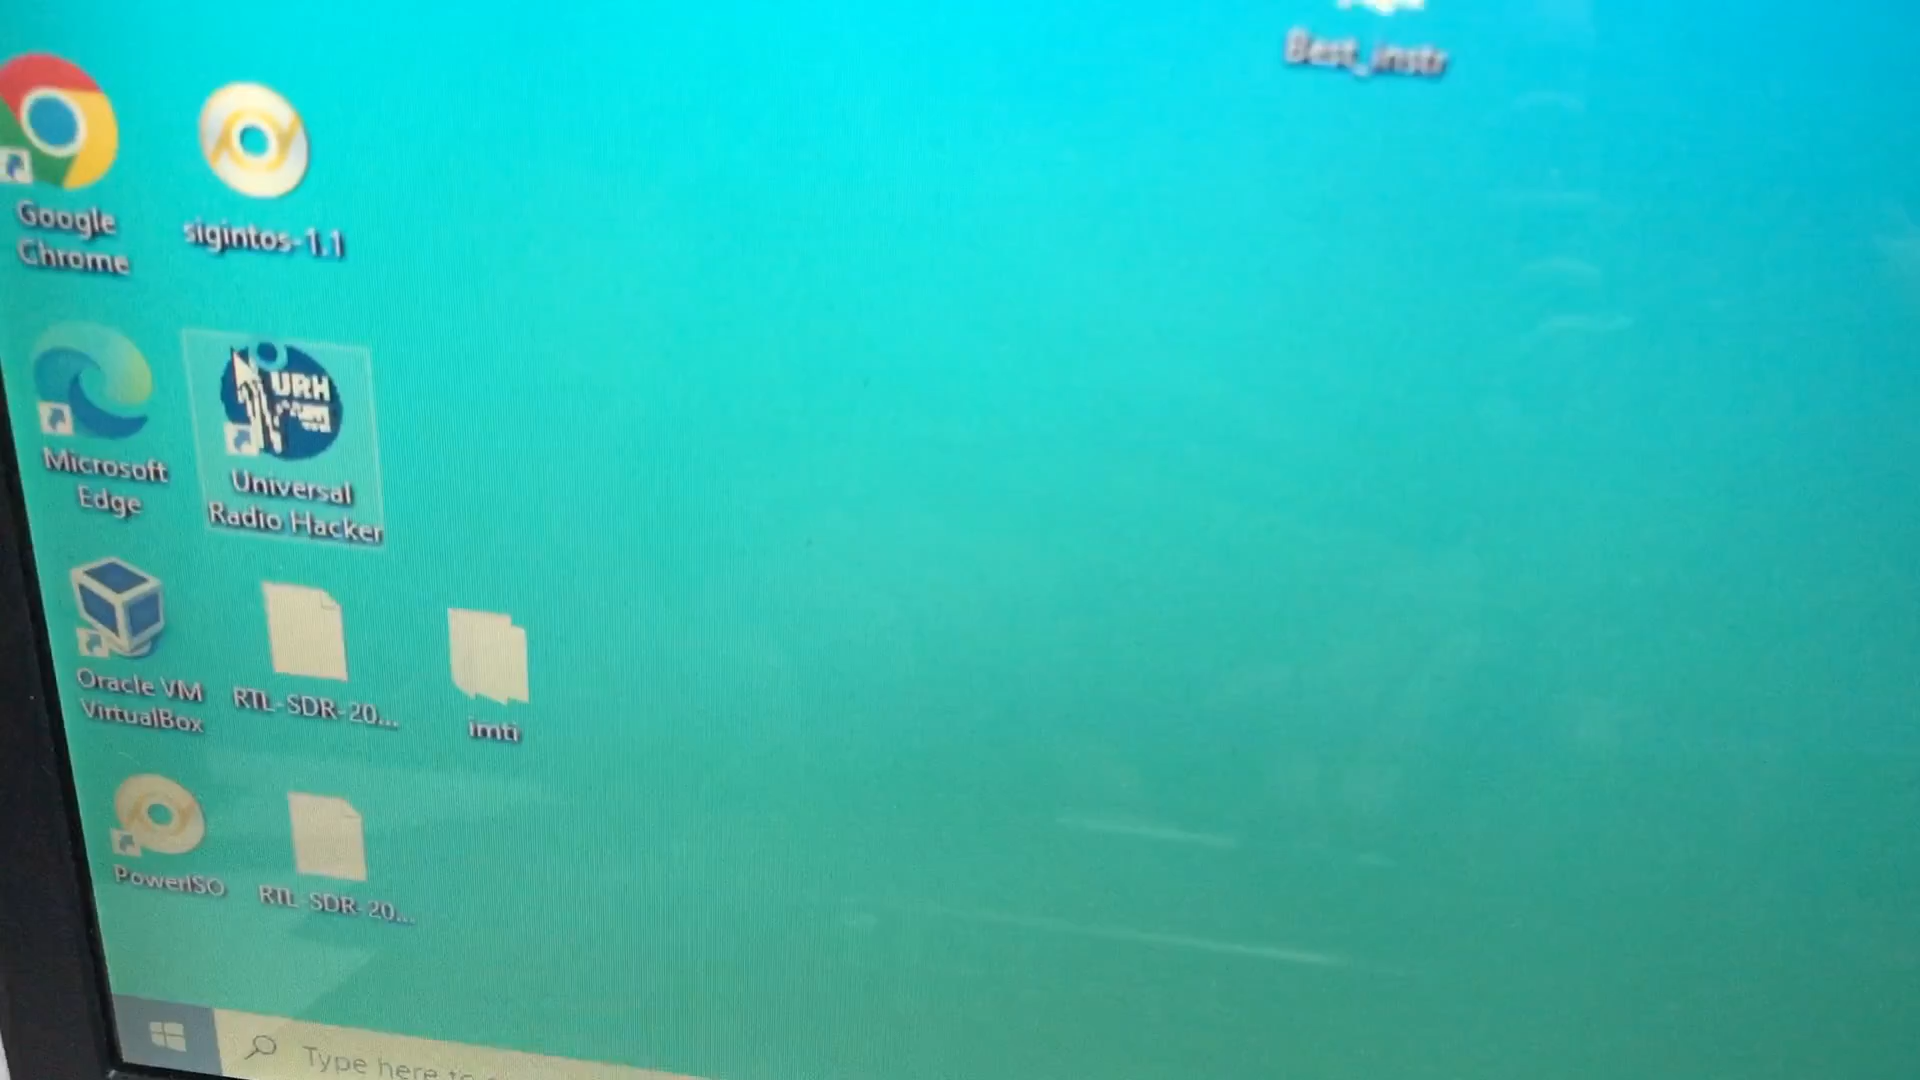 Best_instr
Google
Chrome
sigintos-1.1
Microsoft
Edge
URH
Universal
Radio Hacker
Oracle VM
VirtualBox
RTL-SDR-20...
imti
PowerISO
RTL-SDR-20...
Type here to